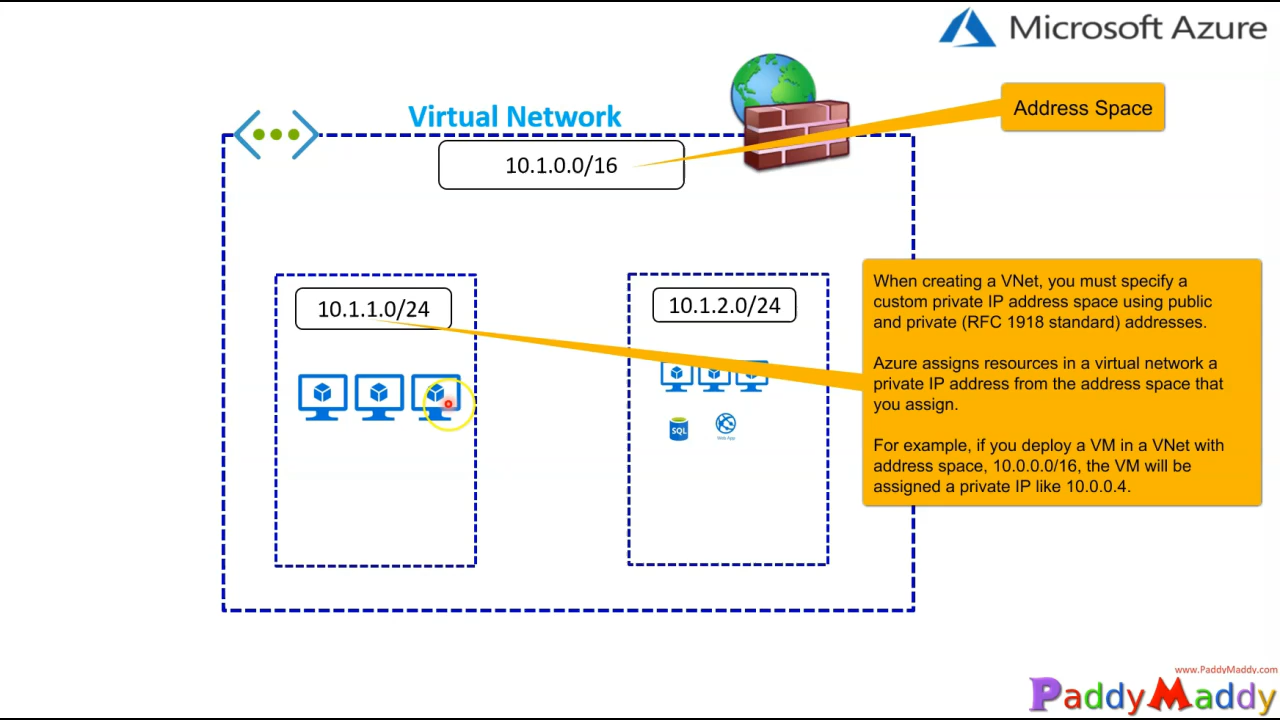 Microsoft Azure
Address Space
Virtual Network
10.1.0.0/16
10.1.1.0/24
10.1.2.0/24
When creating a VNet, you must specify a
custom private IP address space using public
and private (RFC 1918 standard) addresses.
Azure assigns resources in a virtual network a
private IP address from the address space that
you assign.
For example, if you deploy a VM in a VNet with
address space, 10.0.0.0/16, the VM will be
assigned a private IP like 10.0.0.4.
SQL
Web App
www.PaddyMaddy.com
PaddyMaddy